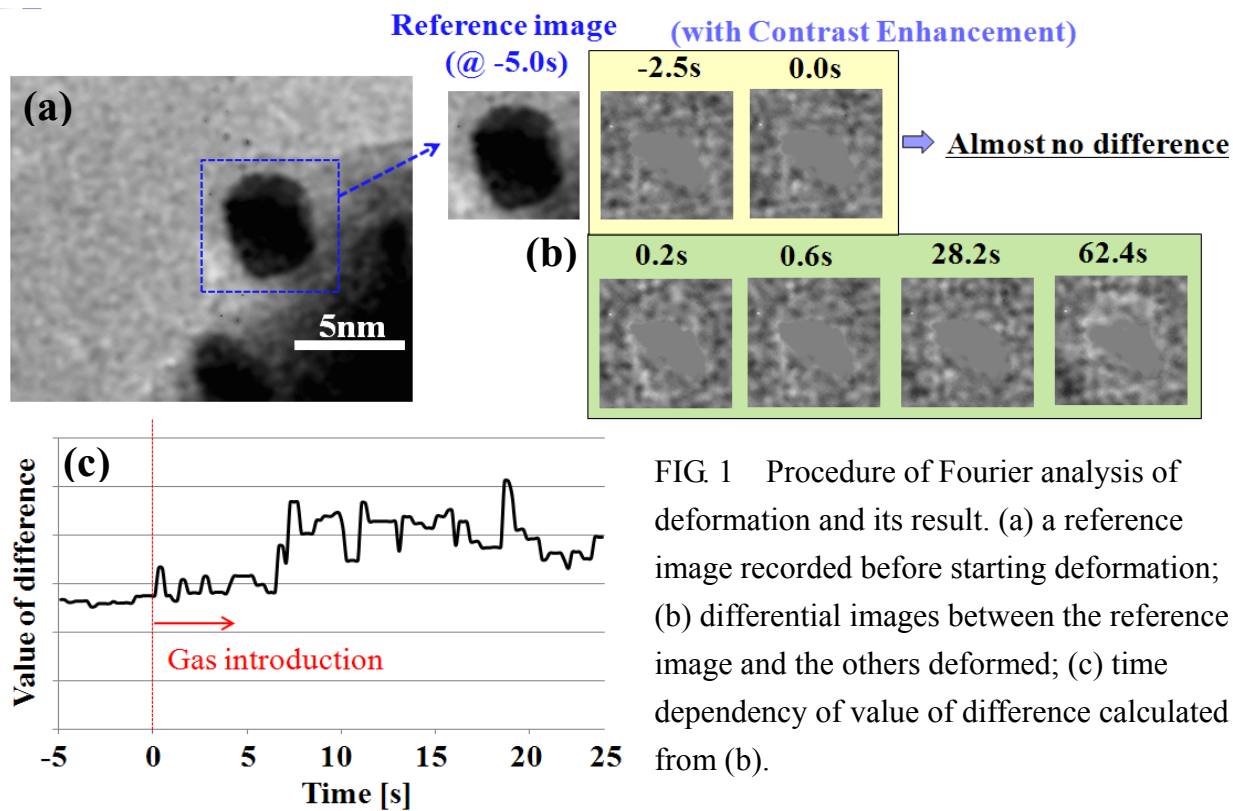 Reference image
(@ -5.0s)
(with Contrast Enhancement)
(a)
-2.5s
0.0s
Almost no difference
5nm
(b)
0.2s
0.6s
28.2s
62.4s
(c)
Value of difference
Gas introduction
-5
0
5
10
15
20
25
Time [s]
FIG. 1 Procedure of Fourier analysis of
deformation and its result. (a) a reference
image recorded before starting deformation;
(b) differential images between the reference
image and the others deformed; (c) time
dependency of value of difference calculated
from (b).